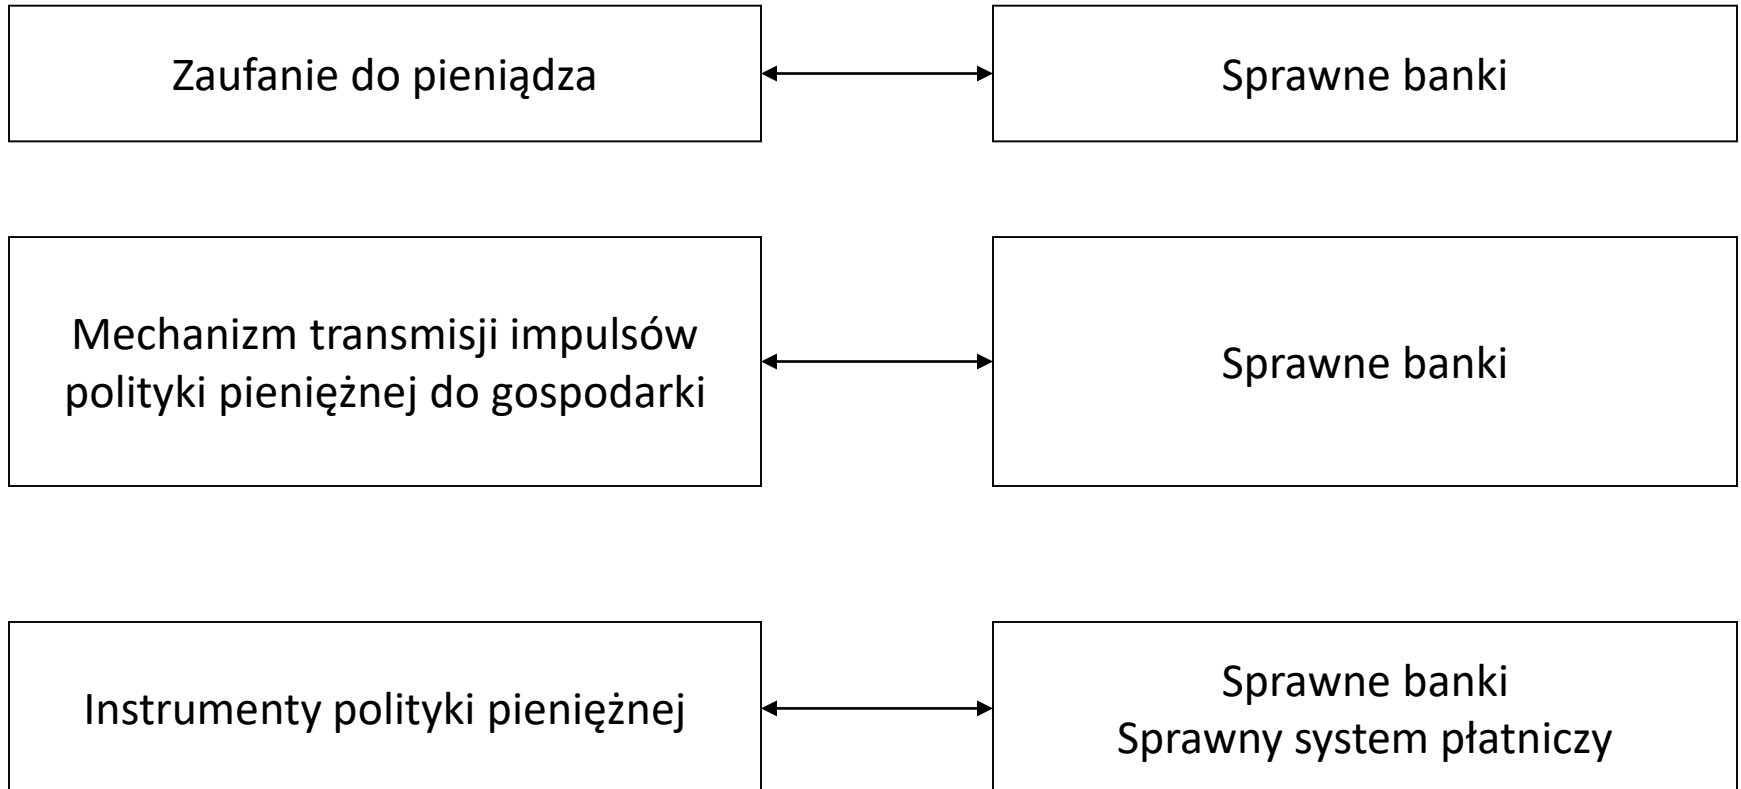 Zaufanie do pieniądza
Sprawne banki
Mechanizm transmisji impulsów
polityki pieniężnej do gospodarki
Sprawne banki
Instrumenty polityki pieniężnej
Sprawne banki
Sprawny system płatniczy